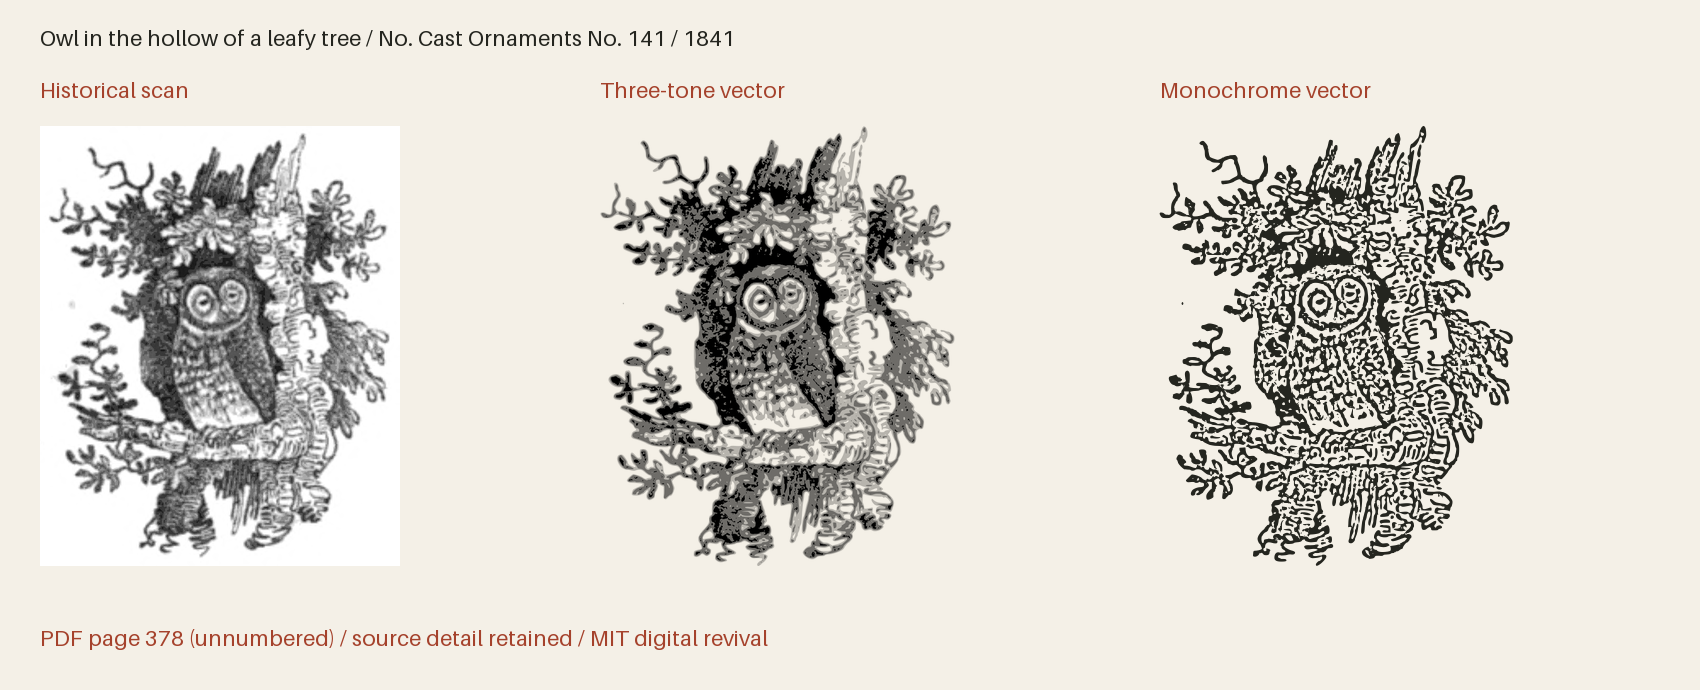 Owl in the hollow of a leafy tree / No. Cast Ornaments No. 141 / 1841
Historical scan
Three-tone vector
Monochrome vector
PDF page 378 (unnumbered) / source detail retained / MIT digital revival